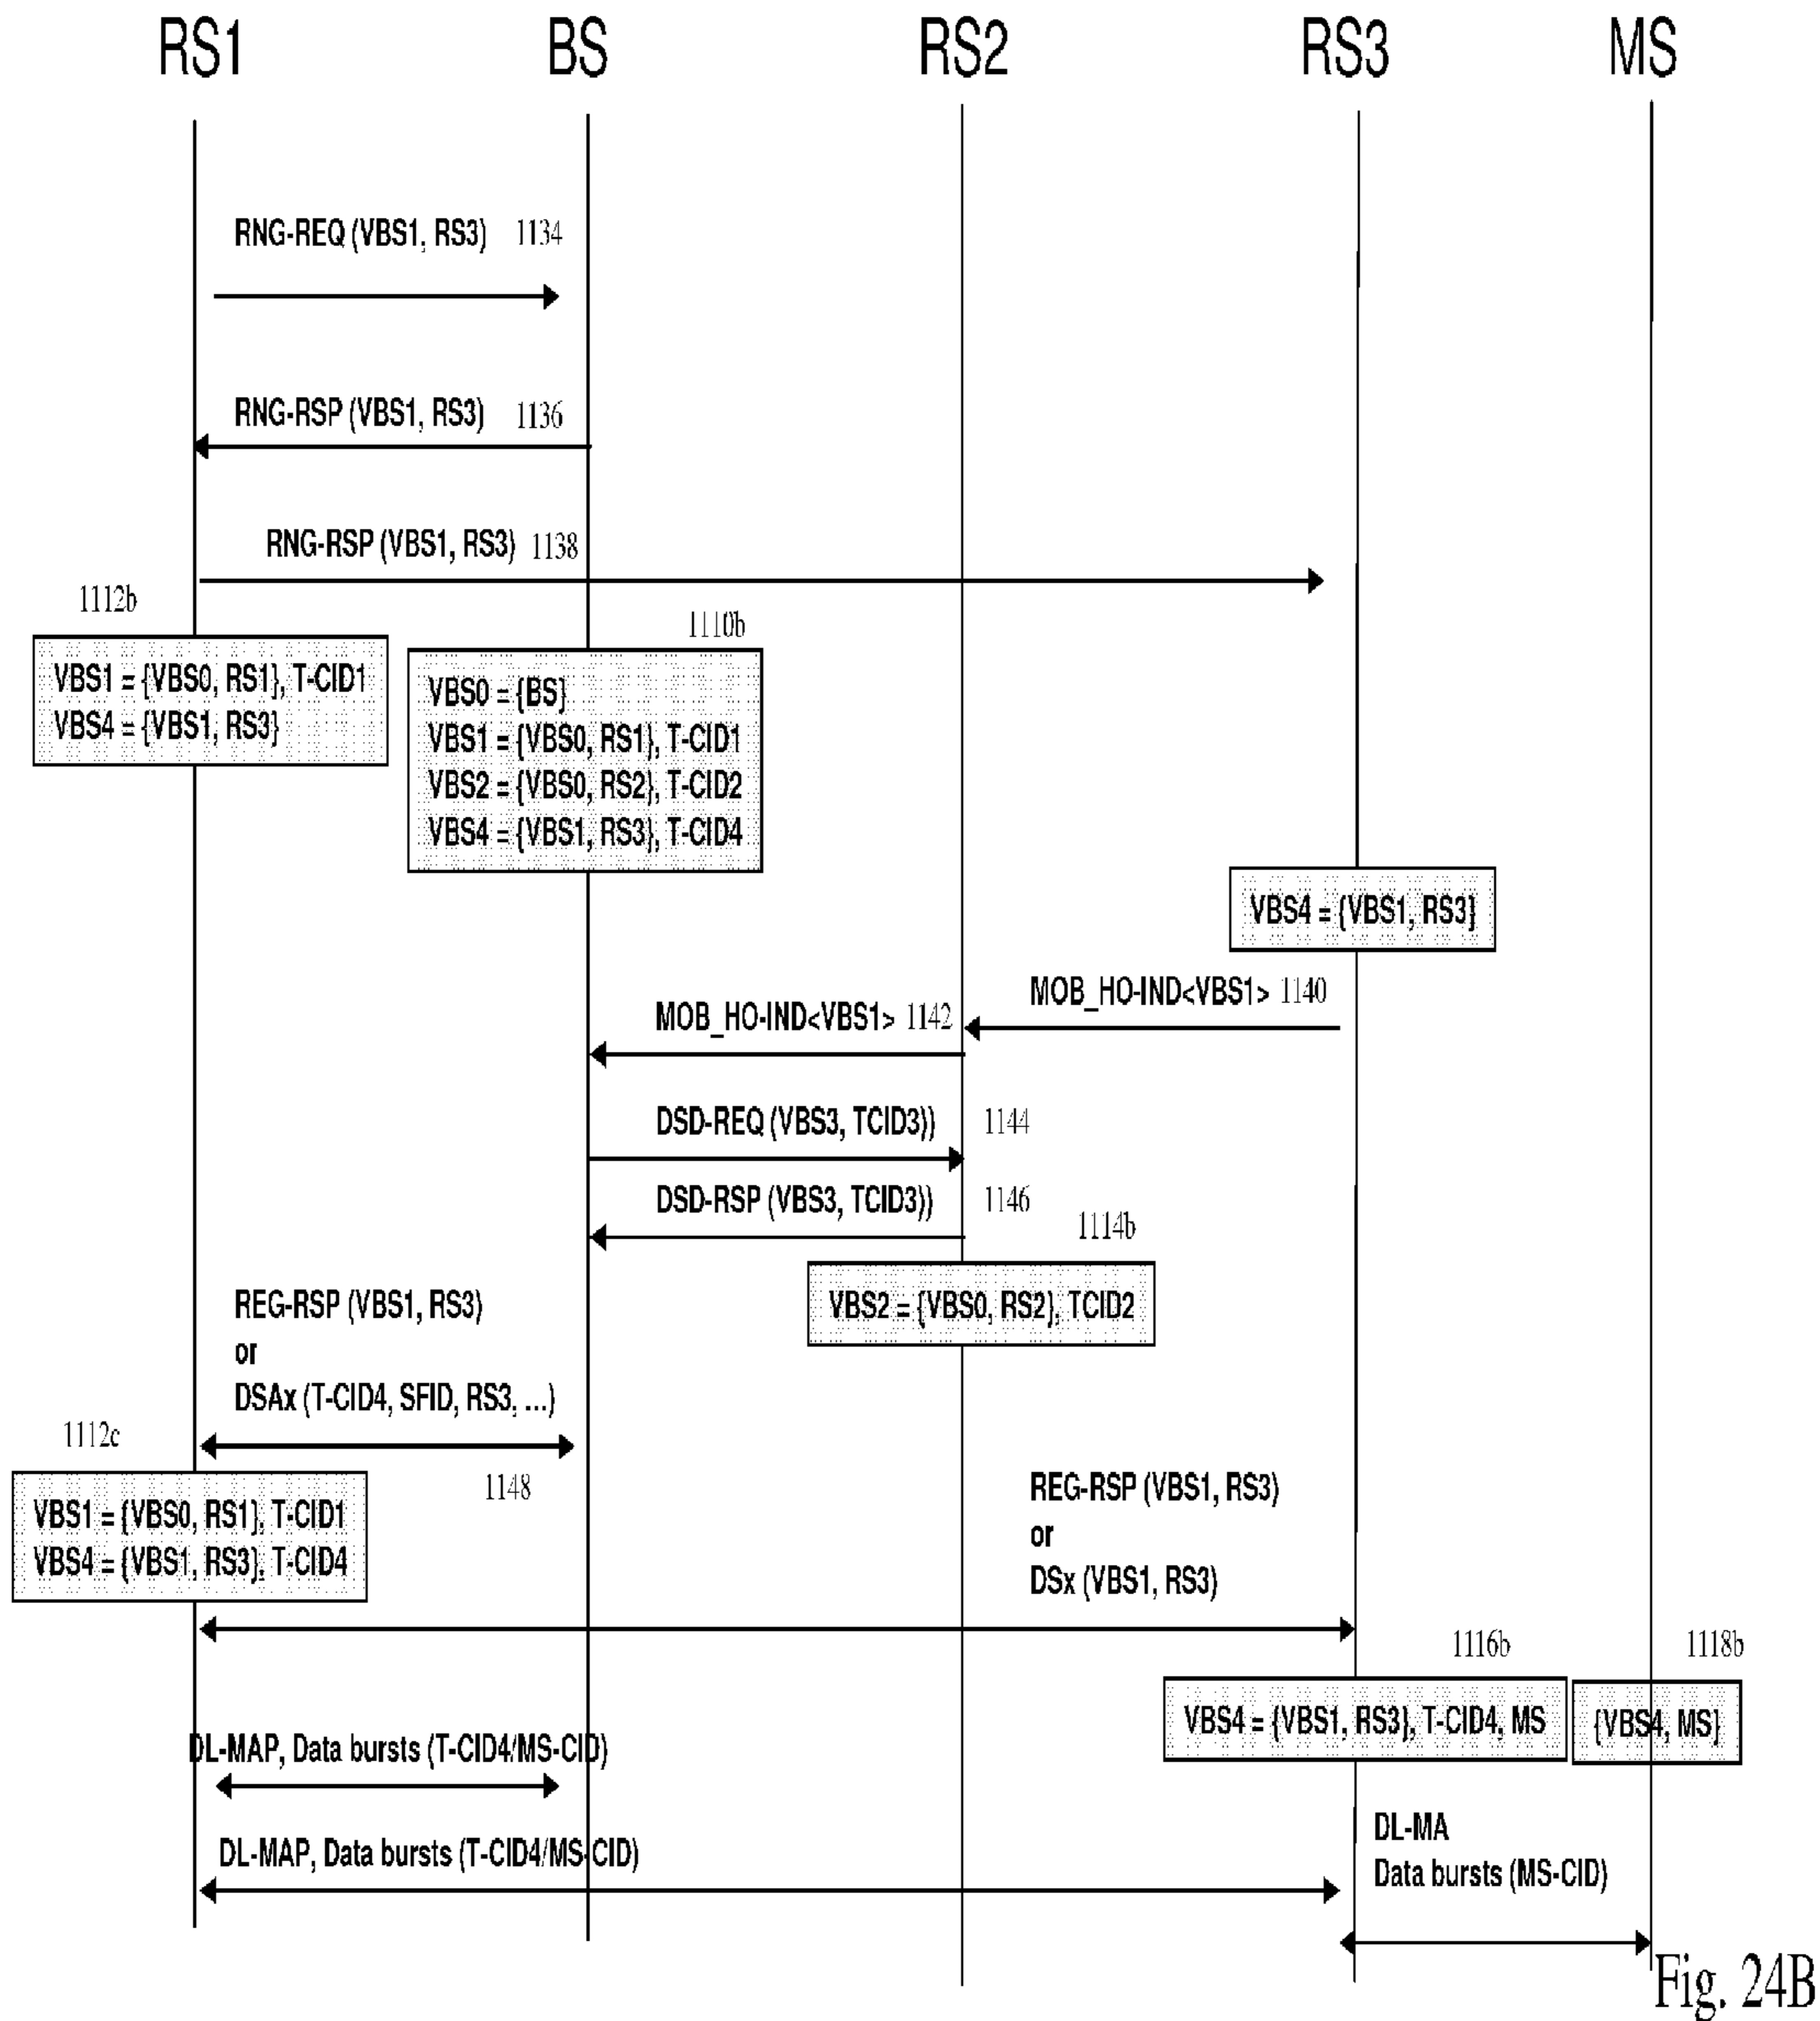 RS1 BS RS2 RS3 MS
RNG-REQ (VBS1, RS3) 1134
RNG-RSP (VBS1, RS3) 1136
RNG-RSP (VBS1, RS3) 1138
1112b
VBS1 = {VBS0, RS1}, T-CID1
VBS4 = {VBS1, RS3}
1110b
VBS0 = {BS}
VBS1 = {VBS0, RS1}, T-CID1
VBS2 = {VBS0, RS2}, T-CID2
VBS4 = {VBS1, RS3}, T-CID4
VBS4 = {VBS1, RS3}
MOB_HO-IND<VBS1> 1140
MOB_HO-IND<VBS1> 1142
DSD-REQ (VBS3, TCID3)) 1144
DSD-RSP (VBS3, TCID3)) 1146
1114b
VBS2 = {VBS0, RS2}, TCID2
REG-RSP (VBS1, RS3)
or
DSAx (T-CID4, SFID, RS3, ...)
1112c
1148
VBS1 = {VBS0, RS1}, T-CID1
VBS4 = {VBS1, RS3}, T-CID4
REG-RSP (VBS1, RS3)
or
DSx (VBS1, RS3)
1116b
VBS4 = {VBS1, RS3}, T-CID4, MS
1118b
{VBS4, MS}
DL-MAP, Data bursts (T-CID4/MS-CID)
DL-MAP, Data bursts (T-CID4/MS-CID)
DL-MA
Data bursts (MS-CID)
Fig. 24B